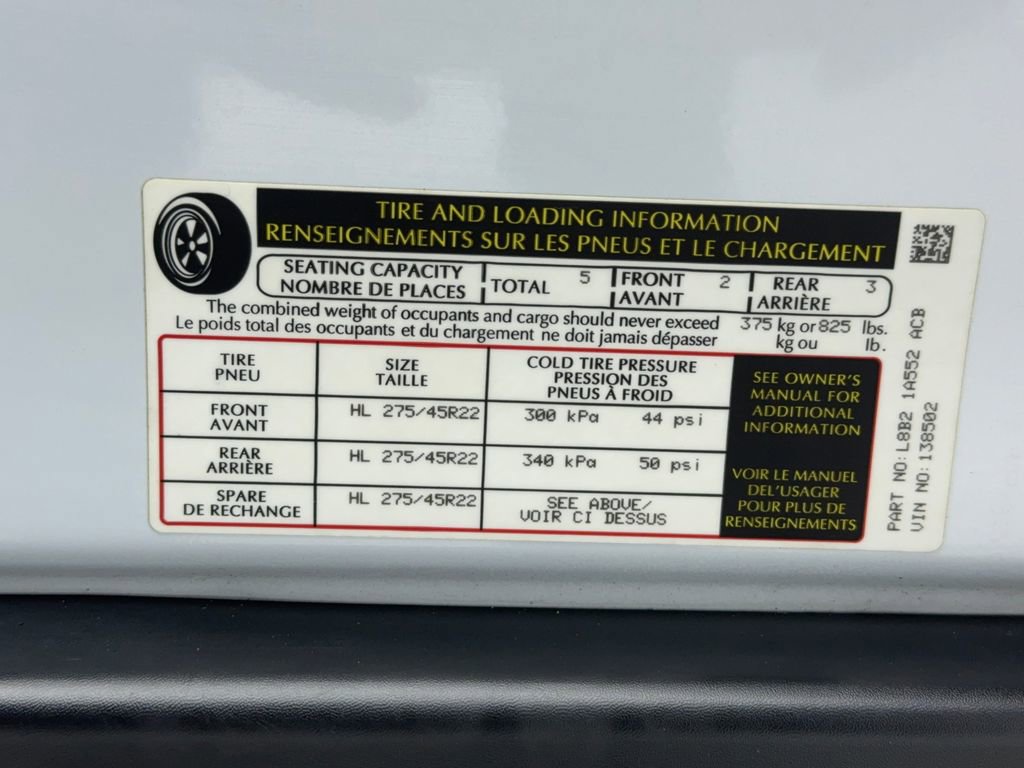 TIRE AND LOADING INFORMATION
RENSEIGNEMENTS SUR LES PNEUS ET LE CHARGEMENT
SEATING CAPACITY
NOMBRE DE PLACES
TOTAL 5
FRONT 2
AVANT
REAR 3
ARRIÈRE
The combined weight of occupants and cargo should never exceed 375 kg or 825 lbs.
Le poids total des occupants et du chargement ne doit jamais dépasser kg ou lb.
TIRE
PNEU
SIZE
TAILLE
COLD TIRE PRESSURE
PRESSION DES
PNEUS À FROID
FRONT
AVANT
HL 275/45R22
300 kPa 44 psi
REAR
ARRIÈRE
HL 275/45R22
340 kPa 50 psi
SPARE
DE RECHANGE
HL 275/45R22
SEE ABOVE/
VOIR CI DESSUS
SEE OWNER'S
MANUAL FOR
ADDITIONAL
INFORMATION
VOIR LE MANUEL
DEL'USAGER
POUR PLUS DE
RENSEIGNEMENTS
PART NO: L8B2 1A552 ACB
VIN NO: 138502